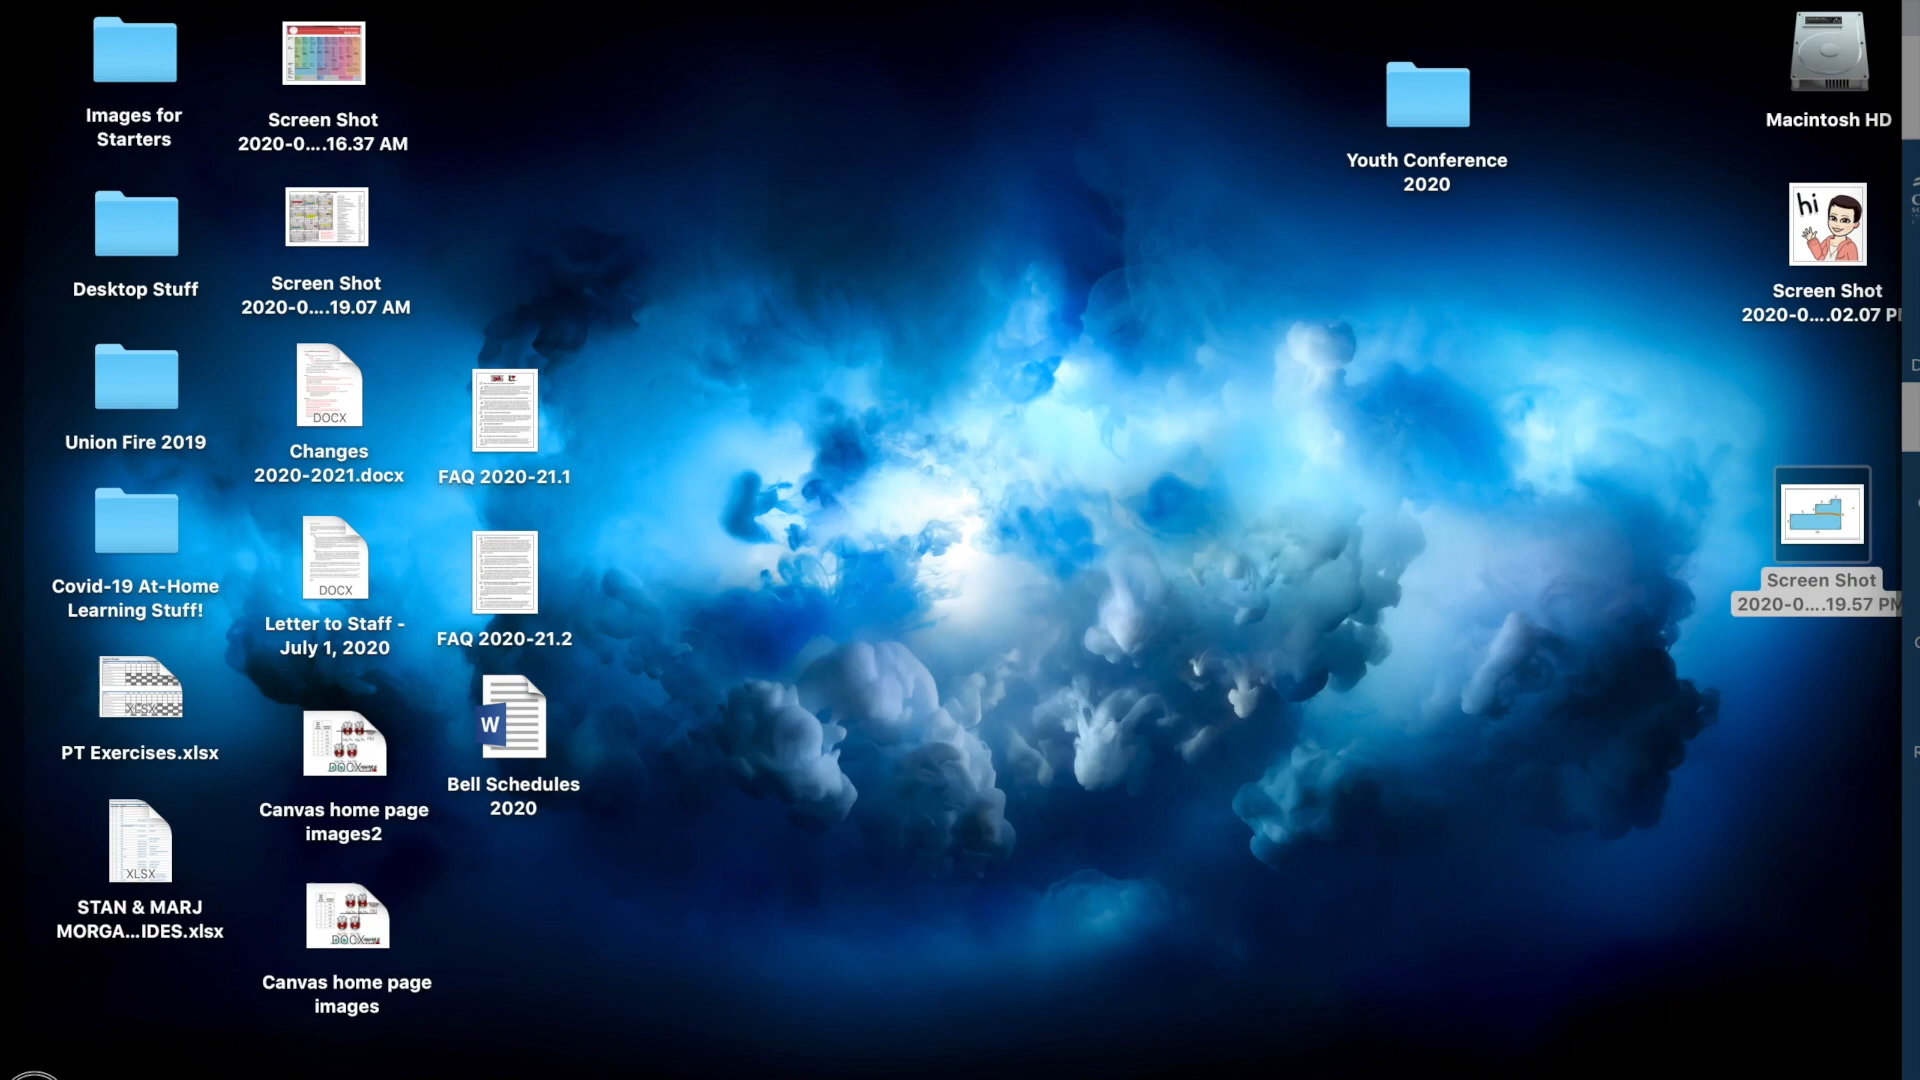 Images for
Starters
Screen Shot
2020-0....16.37 AM
Youth Conference
2020
Macintosh HD
Desktop Stuff
Screen Shot
2020-0....19.07 AM
hi
Screen Shot
2020-0....02.07 P
Union Fire 2019
DOCX
Changes
2020-2021.docx
FAQ 2020-21.1
Covid-19 At-Home
Learning Stuff!
DOCX
Letter to Staff -
July 1, 2020
FAQ 2020-21.2
Screen Shot
2020-0....19.57 PM
XLSX
PT Exercises.xlsx
DOCX
Canvas home page
images2
W
Bell Schedules
2020
XLSX
STAN & MARJ
MORGA...IDES.xlsx
DOCX
Canvas home page
images